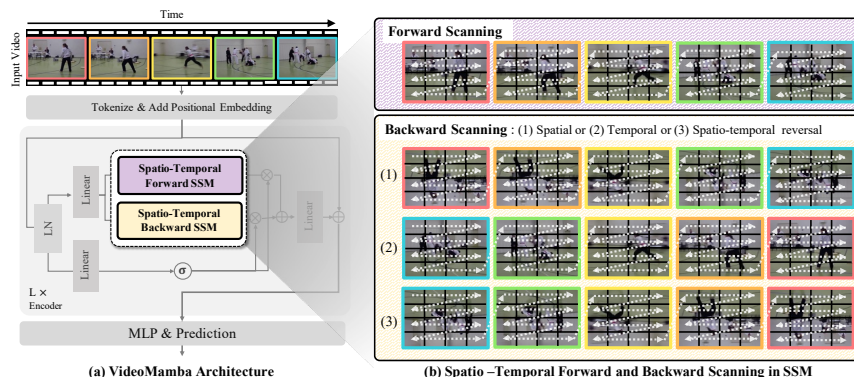 Time
Input Video
Tokenize & Add Positional Embedding
LN
Linear
Linear
Spatio-Temporal
Forward SSM
Spatio-Temporal
Backward SSM
σ
Linear
L ×
Encoder
MLP & Prediction
(a) VideoMamba Architecture
Forward Scanning
Backward Scanning : (1) Spatial or (2) Temporal or (3) Spatio-temporal reversal
(1)
(2)
(3)
(b) Spatio –Temporal Forward and Backward Scanning in SSM